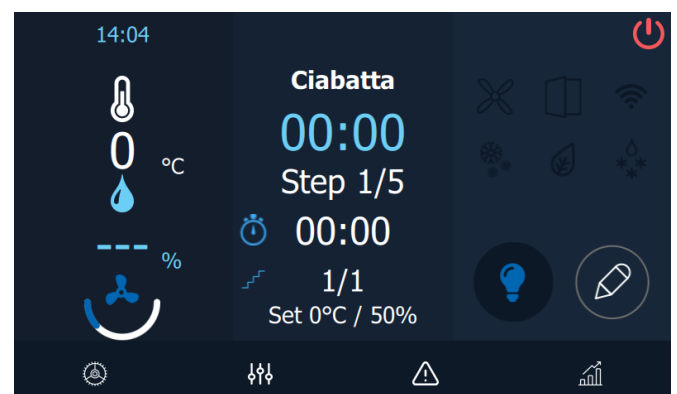 14:04
0 °C
--- %
Ciabatta
00:00
Step 1/5
00:00
1/1
Set 0°C / 50%